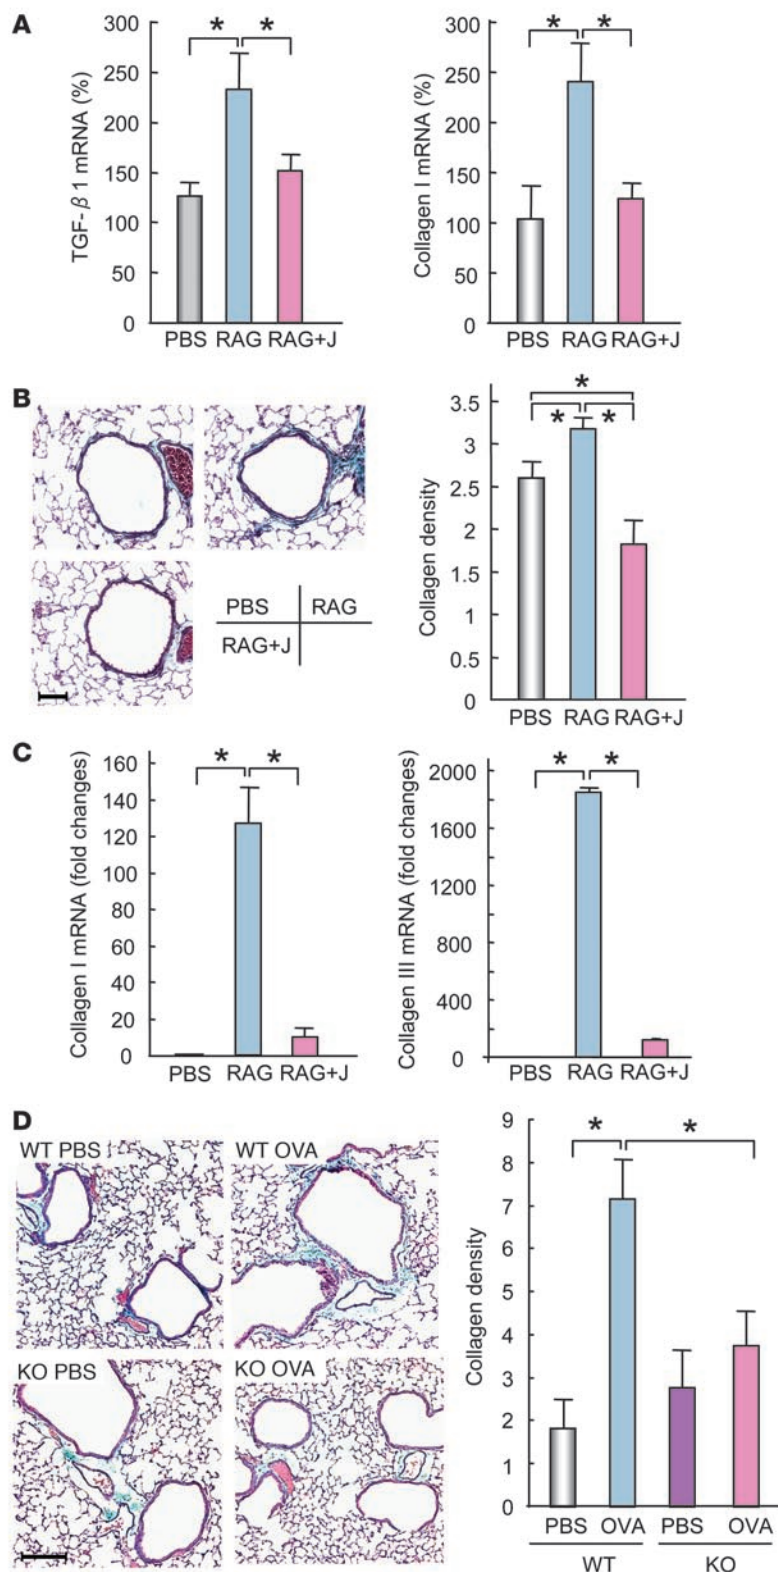 A
* *
TGF-β1 mRNA (%)
300
250
200
150
100
50
0
PBS RAG RAG+J
* *
Collagen I mRNA (%)
300
250
200
150
100
50
0
PBS RAG RAG+J
B
PBS RAG
RAG+J
*
* *
Collagen density
3.5
3
2.5
2
1.5
1
0.5
0
PBS RAG RAG+J
C
* *
Collagen I mRNA (fold changes)
160
140
120
100
80
60
40
20
0
PBS RAG RAG+J
* *
Collagen III mRNA (fold changes)
2000
1600
1200
800
400
0
PBS RAG RAG+J
D
WT PBS WT OVA
KO PBS KO OVA
* *
Collagen density
9
8
7
6
5
4
3
2
1
0
PBS OVA PBS OVA
WT KO